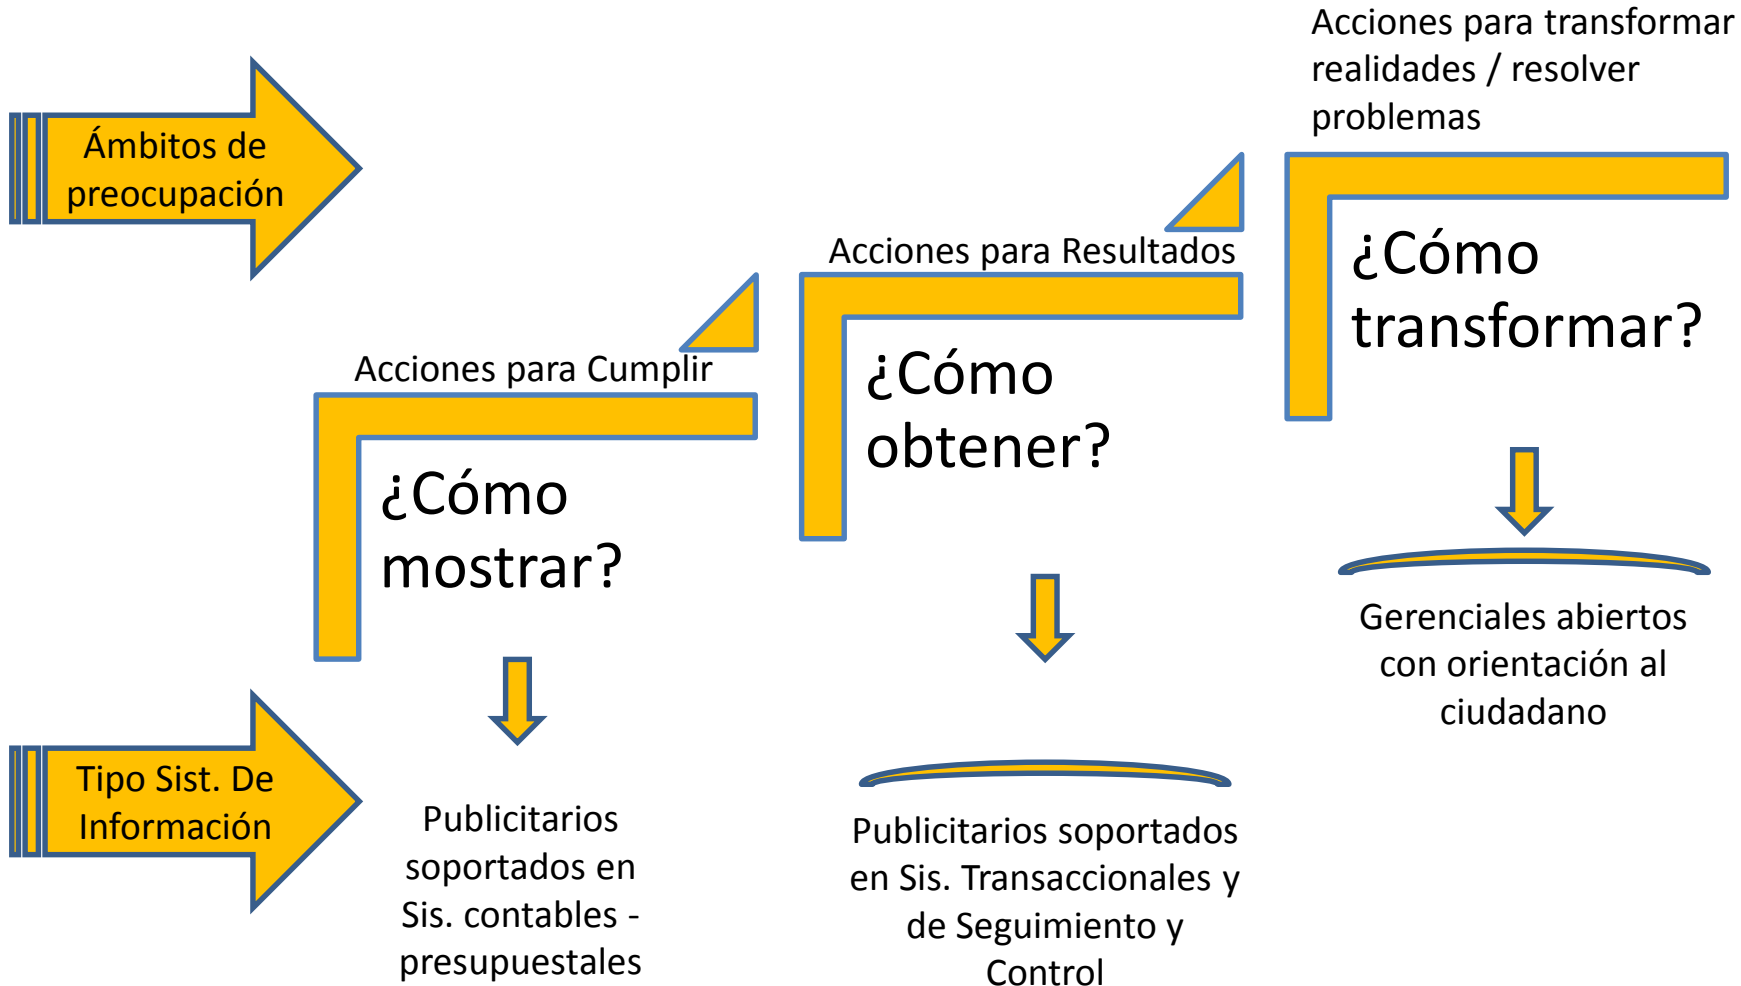 Ámbitos de
preocupación
Acciones para transformar
realidades / resolver
problemas
¿Cómo
transformar?
Acciones para Resultados
¿Cómo
obtener?
Acciones para Cumplir
¿Cómo
mostrar?
Tipo Sist. De
Información
Publicitarios
soportados en
Sis. contables -
presupuestales
Publicitarios soportados
en Sis. Transaccionales y
de Seguimiento y
Control
Gerenciales abiertos
con orientación al
ciudadano